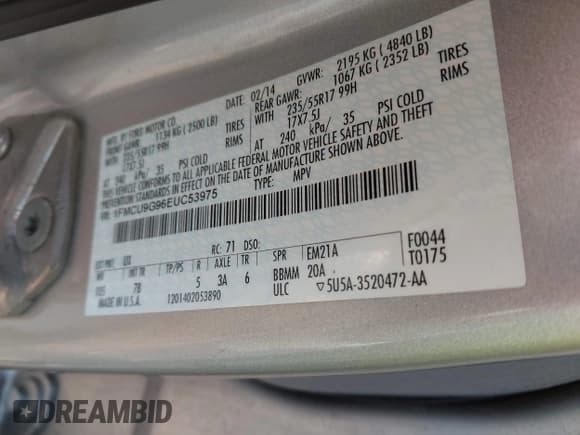 MFD. BY FORD MOTOR CO.
DATE: 02/14 GVWR: 2195 KG ( 4840 LB)
FRONT GAWR: 1134 KG ( 2500 LB) REAR GAWR: 1067 KG ( 2352 LB)
235/55R17 99H TIRES WITH 235/55R17 99H TIRES
17X7.5J RIMS 17X7.5J RIMS
AT 240 kPa/ 35 PSI COLD AT 240 kPa/ 35 PSI COLD
THIS VEHICLE CONFORMS TO ALL APPLICABLE FEDERAL MOTOR VEHICLE SAFETY AND THEFT
PREVENTION STANDARDS IN EFFECT ON THE DATE OF MANUFACTURE SHOWN ABOVE.
VIN: 1FMCU9G96EUC53975 TYPE: MPV
EXT PNT: UX RC: 71 DSO:
WB INT TR TP/PS R AXLE TR SPR EM21A F0044
105 7B 5 3A 6 BBMM 20A T0175
MADE IN U.S.A. 1201402053890 ULC 5U5A-3520472-AA
DREAMBID